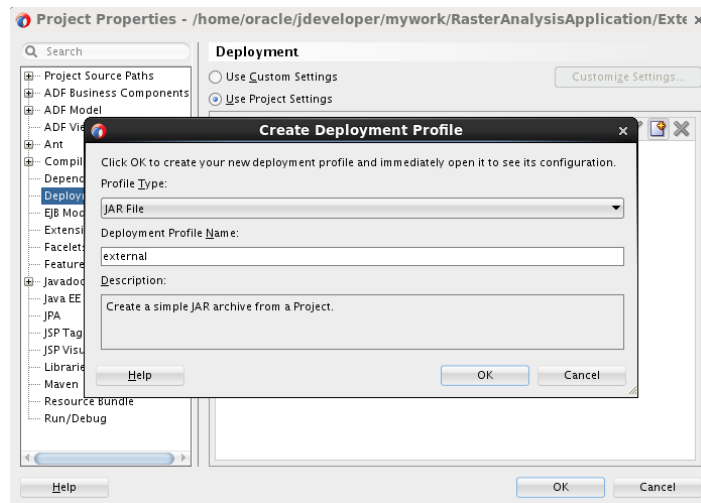 Project Properties - /home/oracle/jdeveloper/mywork/RasterAnalysisApplication/Exte
Search
Deployment
Project Source Paths
ADF Business Components
ADF Model
ADF Vie
Ant
Compil
Depend
Deploy
EJB Mod
Extensi
Facelets
Feature
Javadoc
Java EE
JPA
JSP Tag
JSP Visu
Librarie
Maven
Resource Bundle
Run/Debug
Use Custom Settings
Customize Settings...
Use Project Settings
Create Deployment Profile
Click OK to create your new deployment profile and immediately open it to see its configuration.
Profile Type:
JAR File
Deployment Profile Name:
external
Description:
Create a simple JAR archive from a Project.
Help
OK
Cancel
Help
OK
Cancel